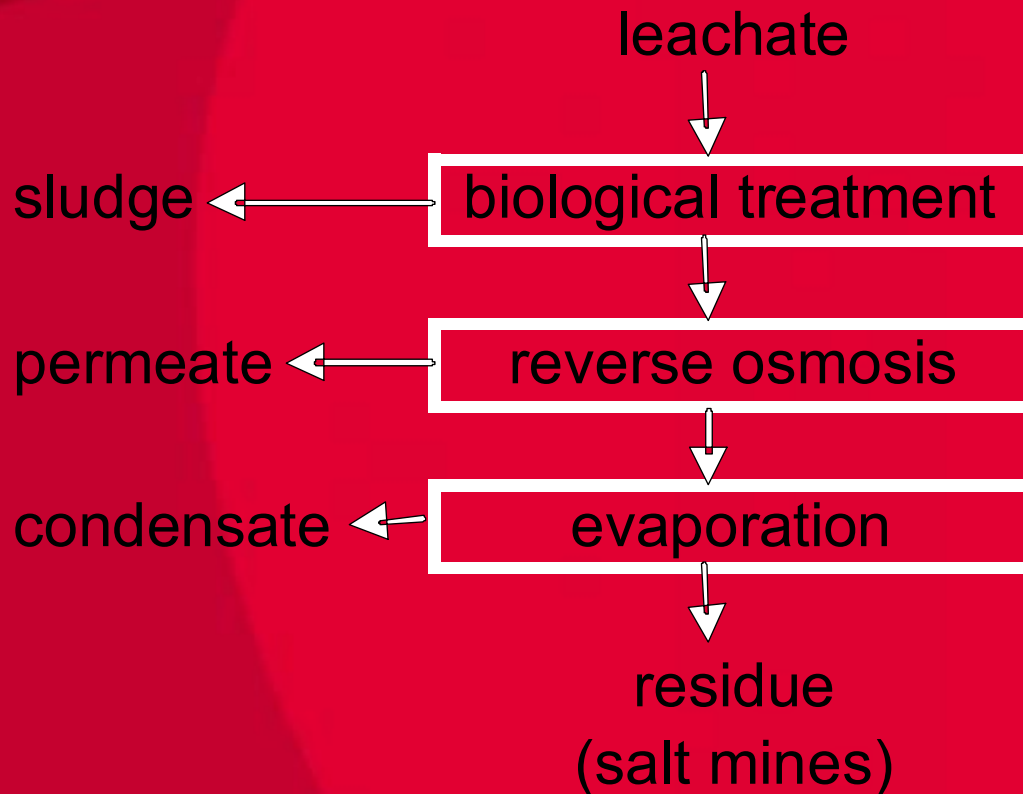 leachate
sludge
biological treatment
permeate
reverse osmosis
condensate
evaporation
residue
(salt mines)